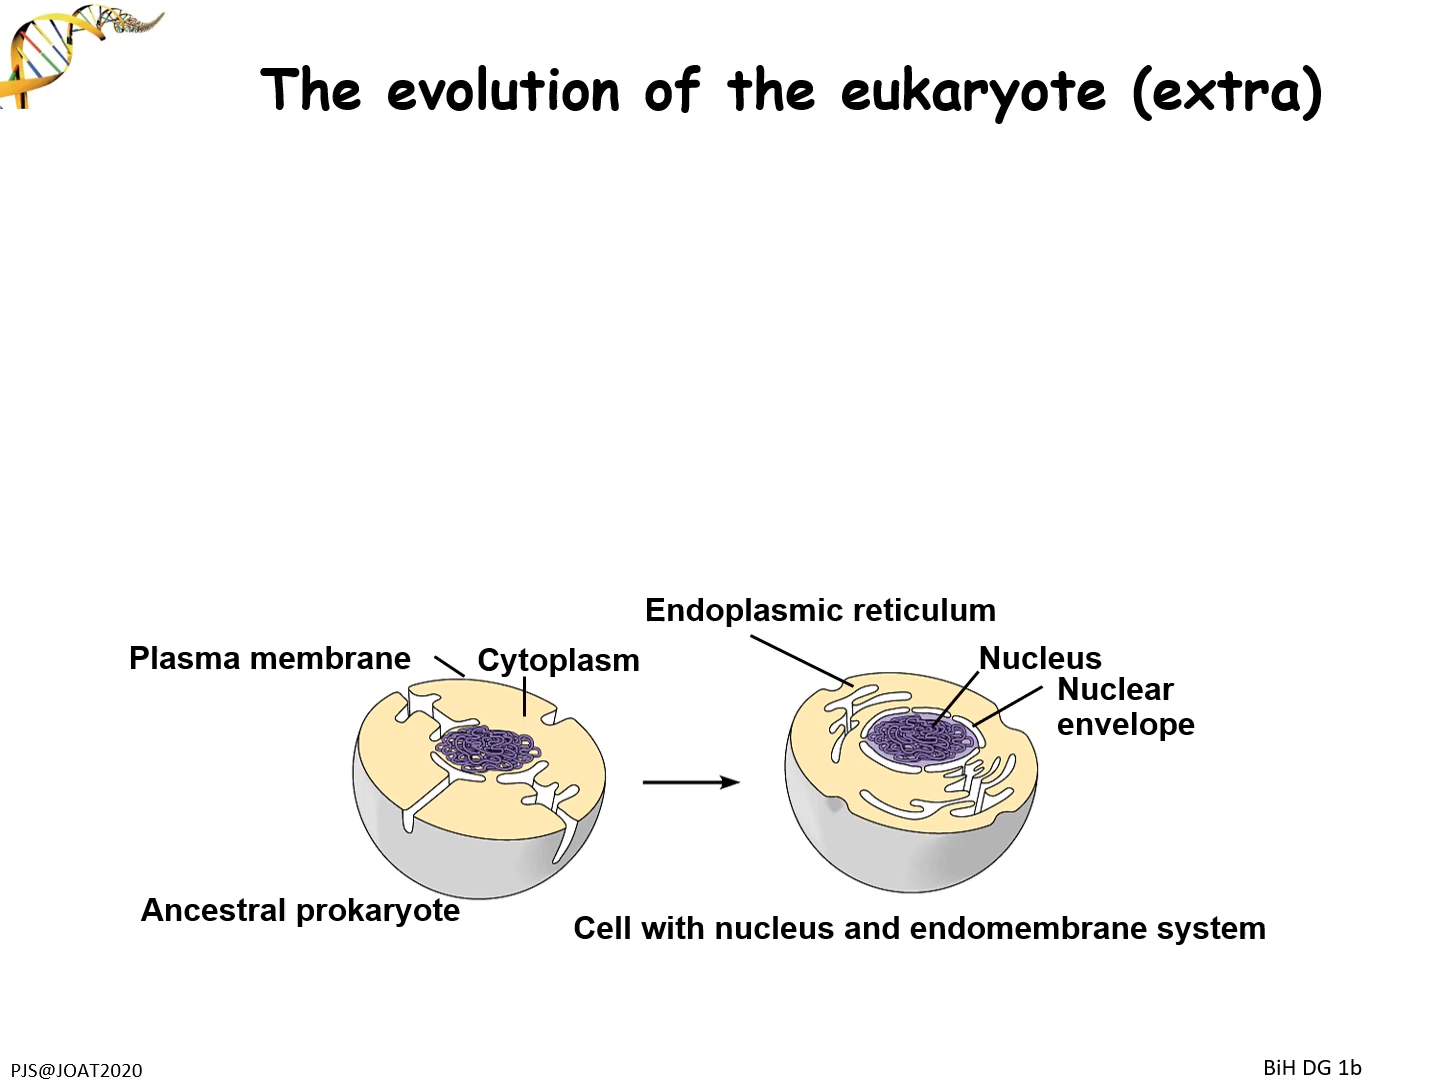 The evolution of the eukaryote (extra)
Endoplasmic reticulum
Plasma membrane
Cytoplasm
Nucleus
Nuclear
envelope
Ancestral prokaryote
Cell with nucleus and endomembrane system
PJS@JOAT2020
BiH DG 1b